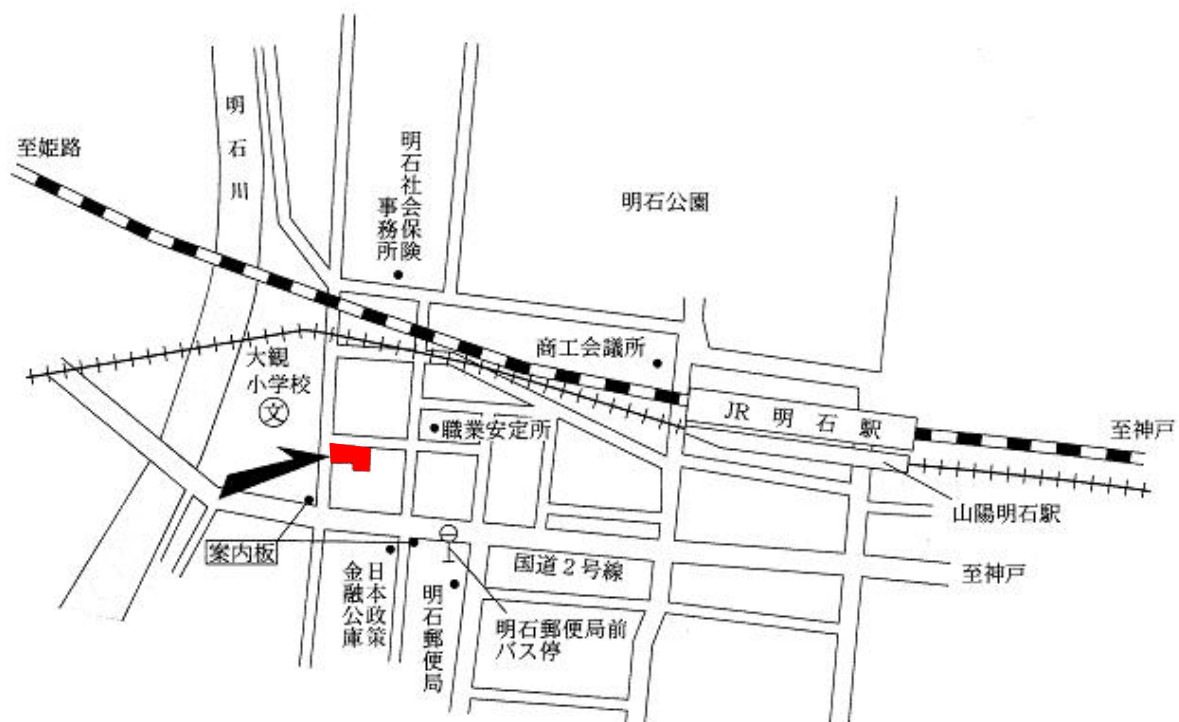 明石川
至姫路
明石社会保険
事務所
明石公園
大観
小学校
文
商工会議所
JR 明石駅
職業安定所
至神戸
山陽明石駅
案内板
国道2号線
至神戸
日本政策
金融公庫
明石郵便局
明石郵便局前
バス停